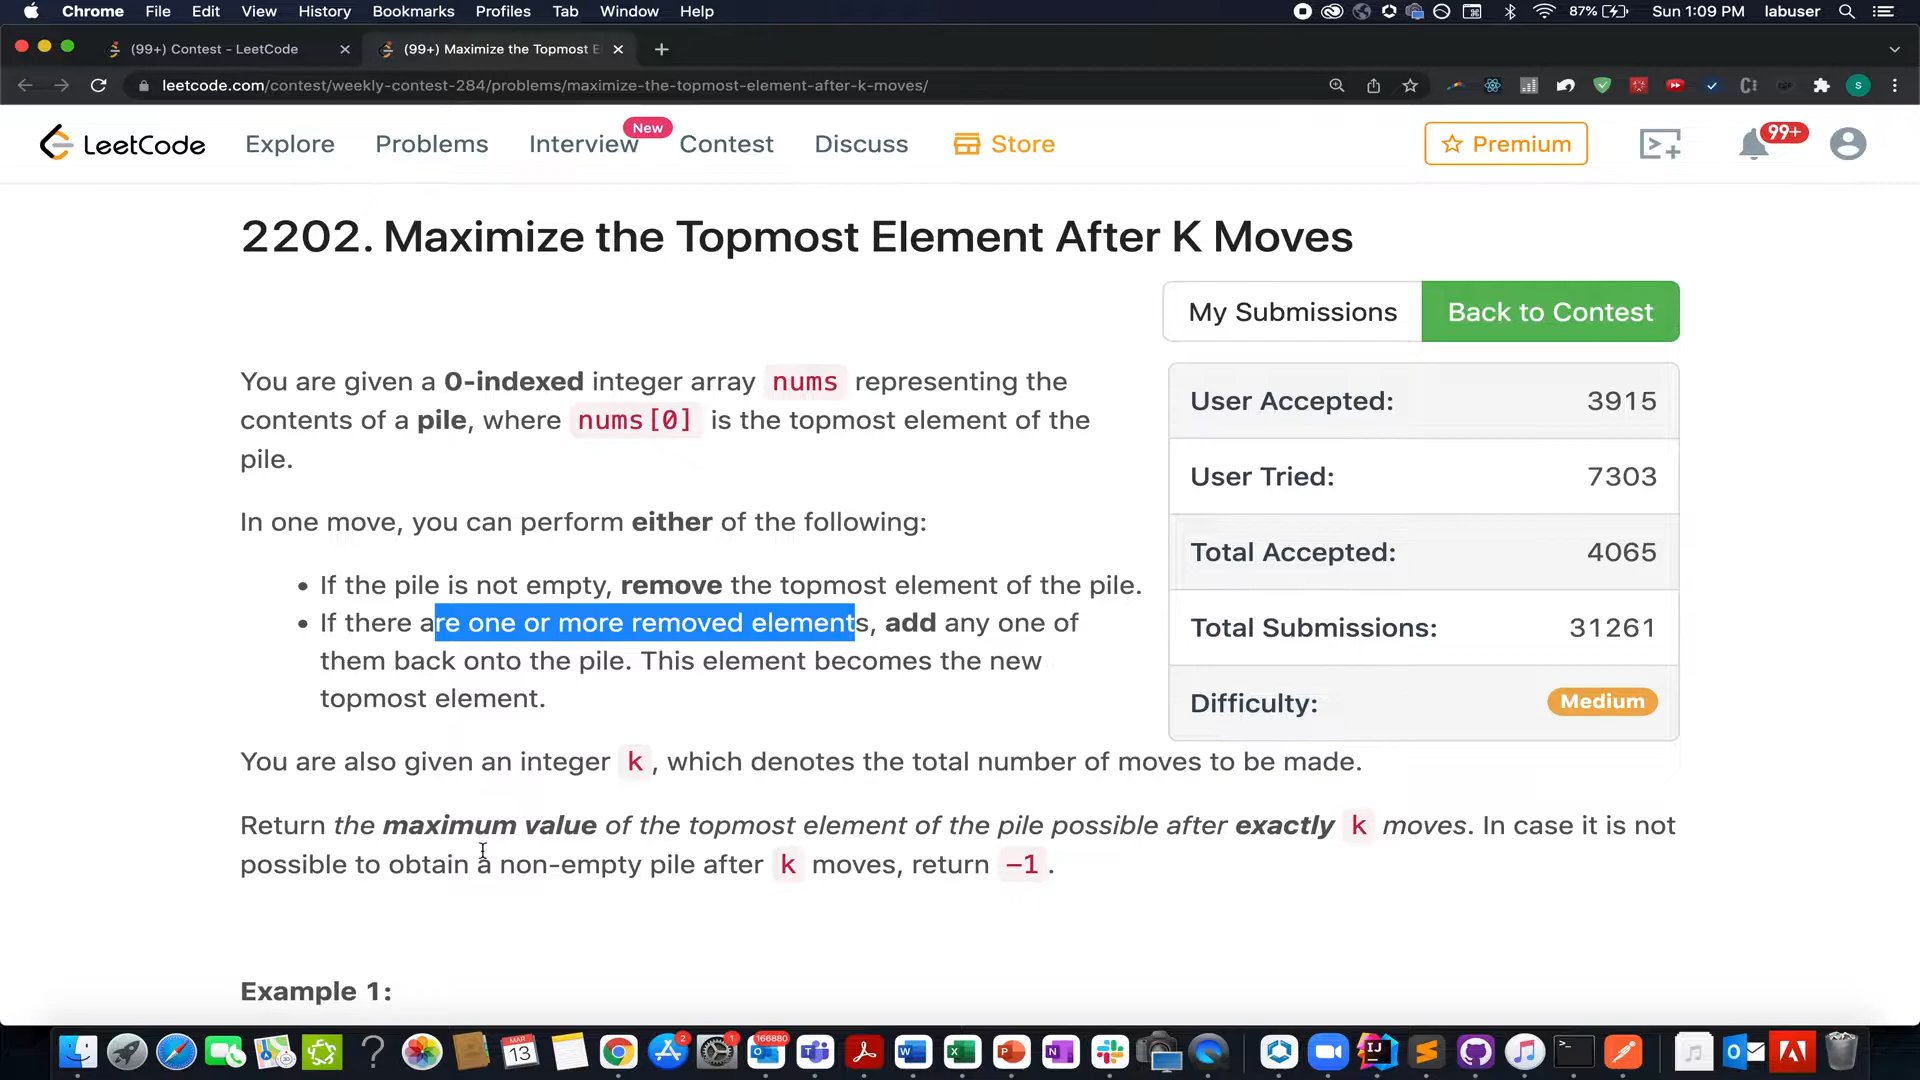 Chrome File Edit View History Bookmarks Profiles Tab Window Help 87% Sun 1:09 PM labuser
(99+) Contest - LeetCode (99+) Maximize the Topmost E
leetcode.com/contest/weekly-contest-284/problems/maximize-the-topmost-element-after-k-moves/
LeetCode Explore Problems Interview New Contest Discuss Store Premium 99+
2202. Maximize the Topmost Element After K Moves
My Submissions Back to Contest
You are given a 0-indexed integer array nums representing the
contents of a pile, where nums[0] is the topmost element of the
pile.
In one move, you can perform either of the following:
• If the pile is not empty, remove the topmost element of the pile.
• If there are one or more removed elements, add any one of
them back onto the pile. This element becomes the new
topmost element.
User Accepted: 3915
User Tried: 7303
Total Accepted: 4065
Total Submissions: 31261
Difficulty: Medium
You are also given an integer k, which denotes the total number of moves to be made.
Return the maximum value of the topmost element of the pile possible after exactly k moves. In case it is not
possible to obtain a non-empty pile after k moves, return -1.
Example 1:
MAR 13 2 1 166880